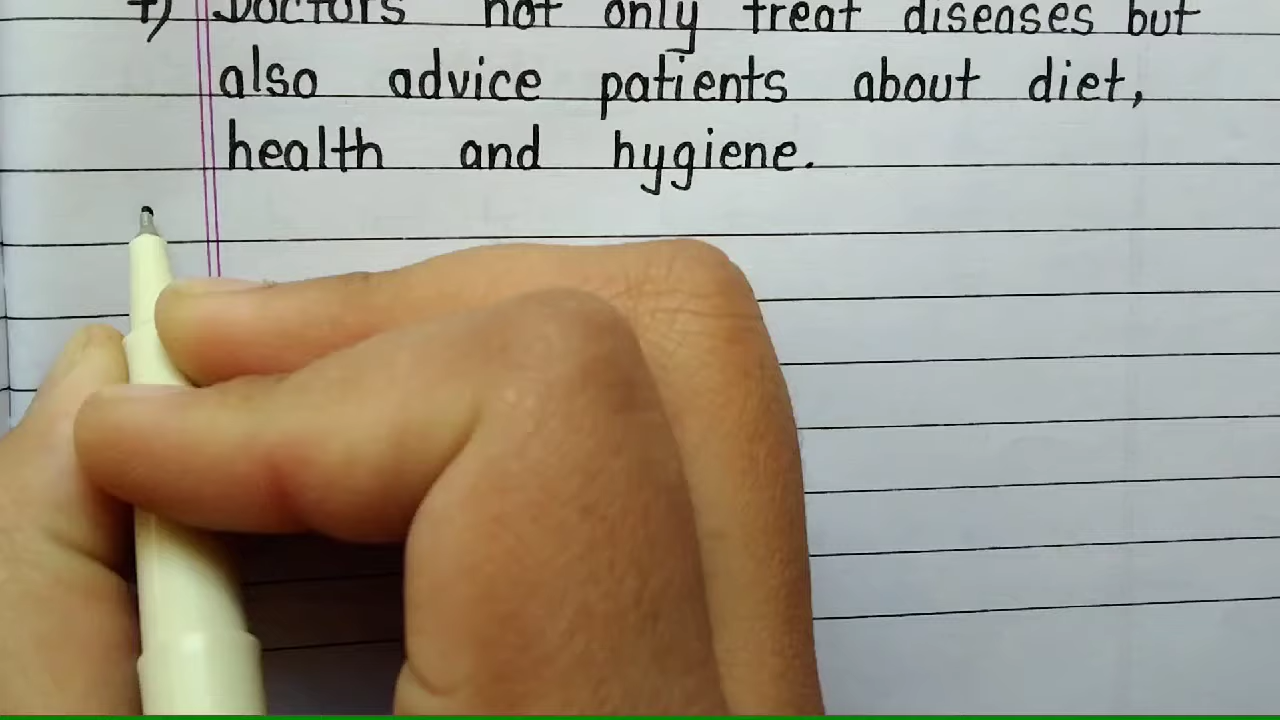 7) Doctors not only treat diseases but
also advice patients about diet,
health and hygiene.